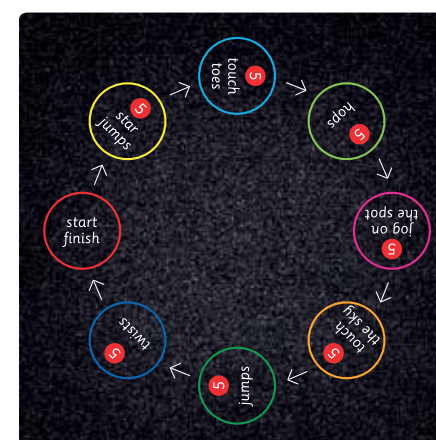 start
finish
5
star
jumps
5
touch
toes
5
hops
5
jog on
the spot
5
touch
the sky
5
jumps
5
twists
5